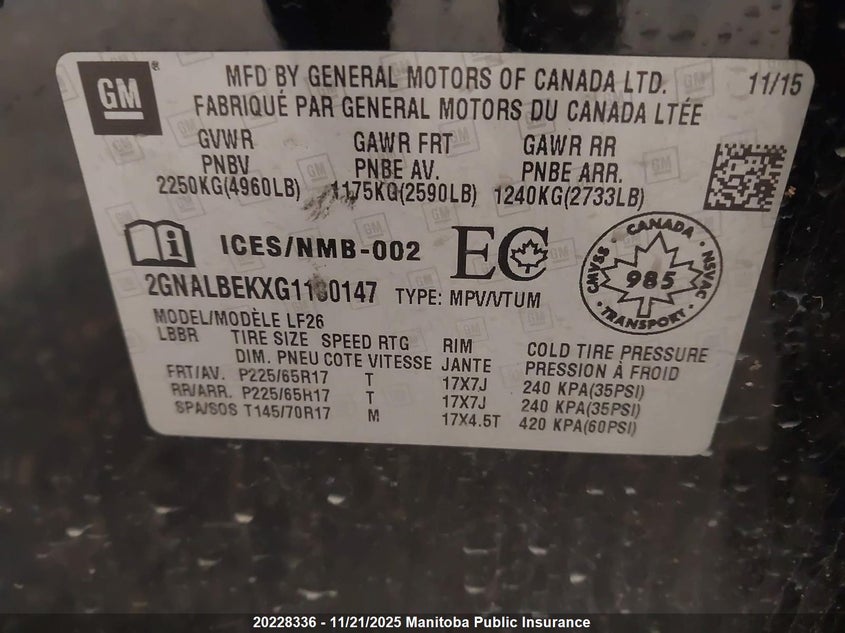 GM ®
MFD BY GENERAL MOTORS OF CANADA LTD. 11/15
FABRIQUÉ PAR GENERAL MOTORS DU CANADA LTÉE
GVWR GAWR FRT GAWR RR
PNBV PNBE AV. PNBE ARR.
2250KG(4960LB) 1175KG(2590LB) 1240KG(2733LB)
ICES/NMB-002 EC
CANADA CMVSS NSVAC 985 TRANSPORT
2GNALBEKXG1130147 TYPE: MPV/VTUM
MODEL/MODÈLE LF26
LBBR TIRE SIZE SPEED RTG RIM COLD TIRE PRESSURE
DIM. PNEU COTE VITESSE JANTE PRESSION À FROID
FRT/AV. P225/65R17 T 17X7J 240 KPA(35PSI)
RR/ARR. P225/65R17 T 17X7J 240 KPA(35PSI)
SPA/SOS T145/70R17 M 17X4.5T 420 KPA(60PSI)
20228336 - 11/21/2025 Manitoba Public Insurance